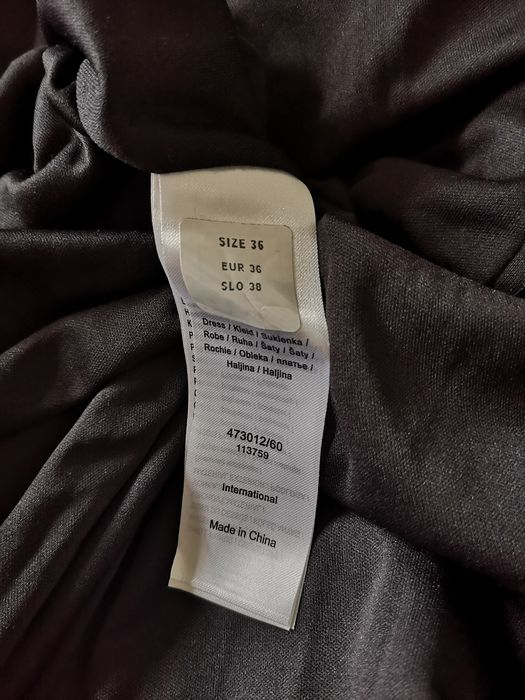 SIZE 36
EUR 36
SLO 38
Dress / Kleid / Sukienka /
Robe / Ruha / Šaty / Šaty /
Rochie / Obleka / платье /
Haljina / Haljina
473012/60
113759
International
Made in China